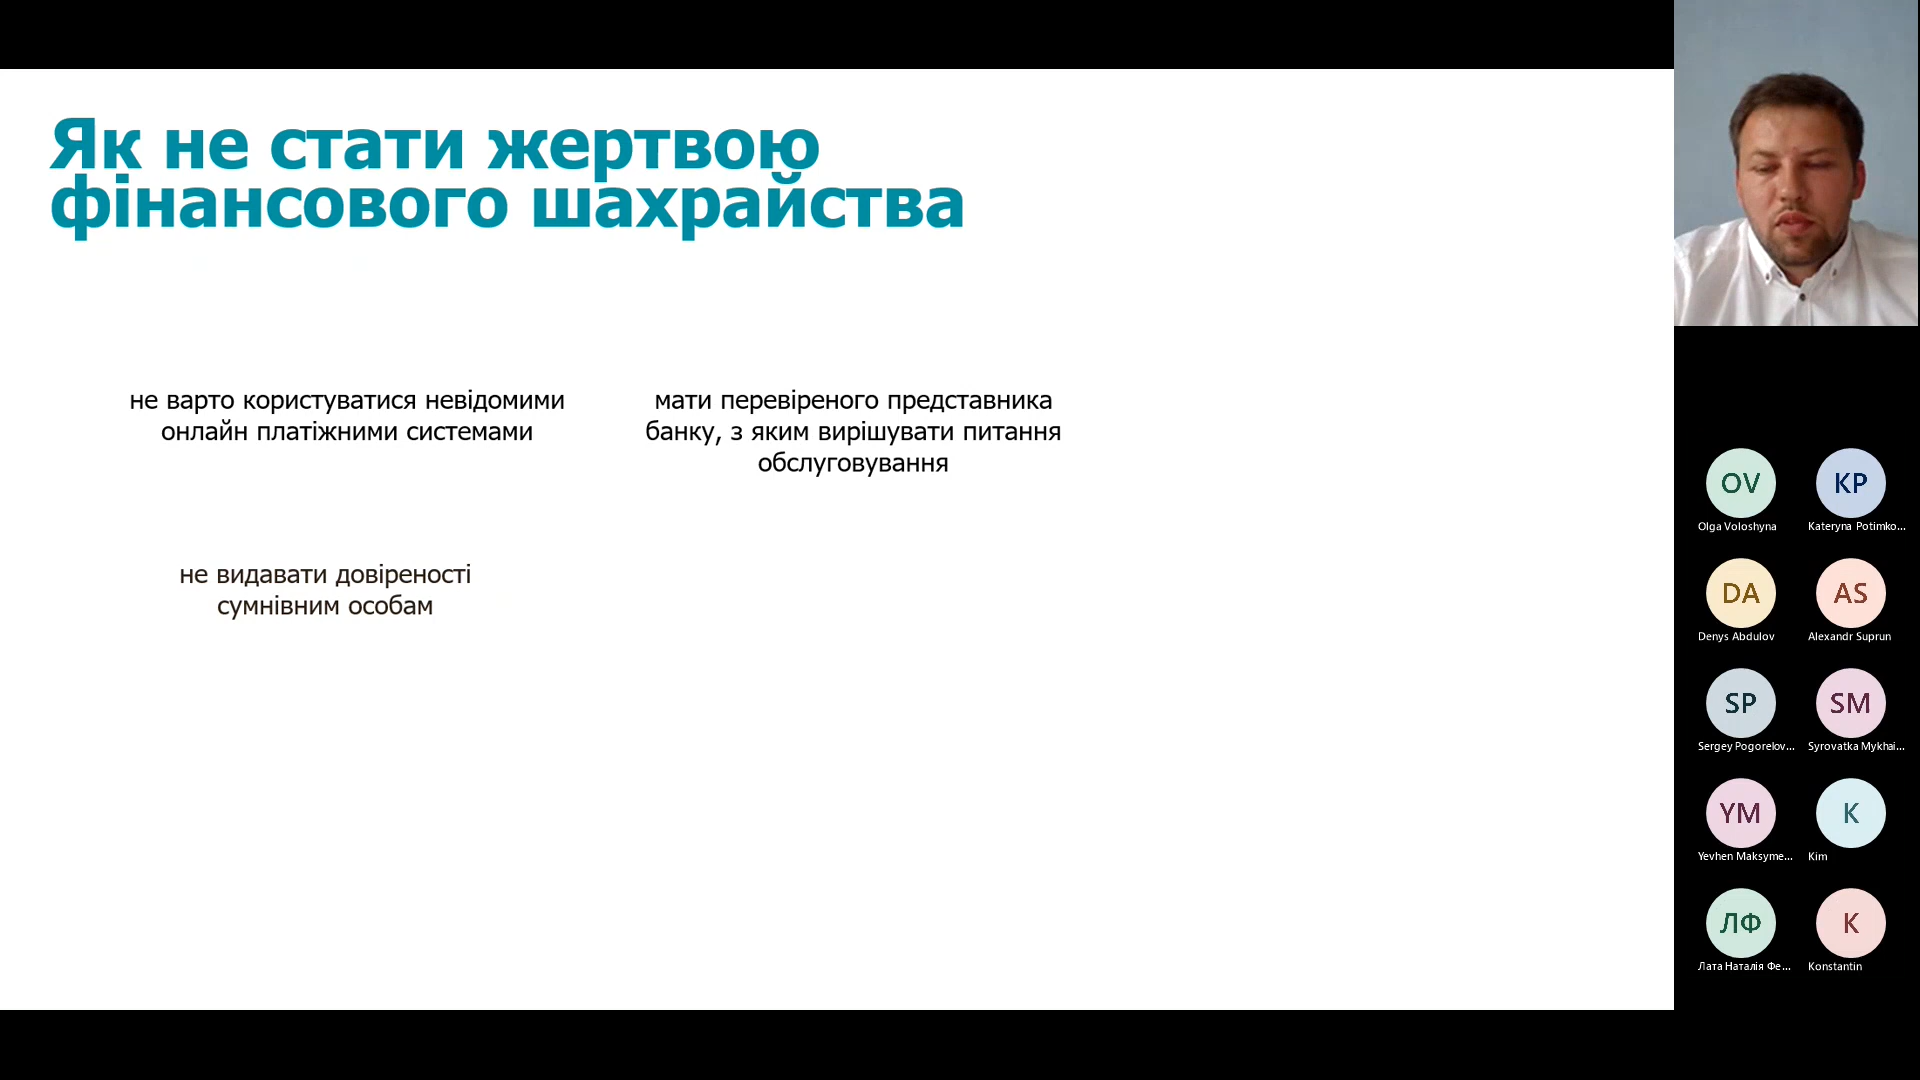 Як не стати жертвою
фінансового шахрайства
не варто користуватися невідомими
онлайн платіжними системами
мати перевіреного представника
банку, з яким вирішувати питання
обслуговування
не видавати довіреності
сумнівним особам
OV
Olga Voloshyna
KP
Kateryna Potimko...
DA
Denys Abdulov
AS
Alexandr Suprun
SP
Sergey Pogorelov...
SM
Syrovatka Mykhai...
YM
Yevhen Maksyme...
K
Kim
ЛФ
Лата Наталія Фе...
K
Konstantin